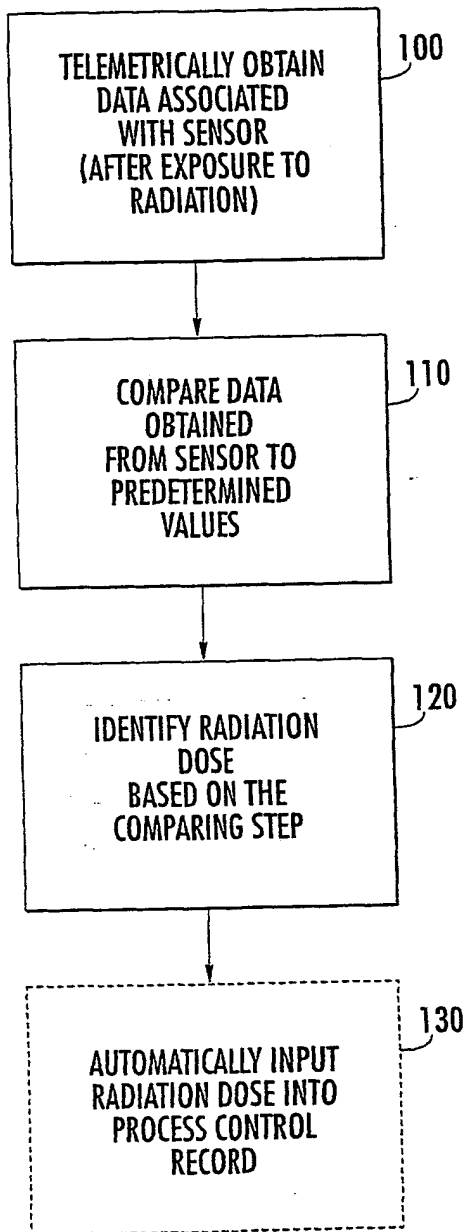 TELEMETRICALLY OBTAIN
DATA ASSOCIATED
WITH SENSOR
(AFTER EXPOSURE TO
RADIATION)
100
COMPARE DATA
OBTAINED
FROM SENSOR TO
PREDETERMINED
VALUES
110
IDENTIFY RADIATION
DOSE
BASED ON THE
COMPARING STEP
120
AUTOMATICALLY INPUT
RADIATION DOSE INTO
PROCESS CONTROL
RECORD
130